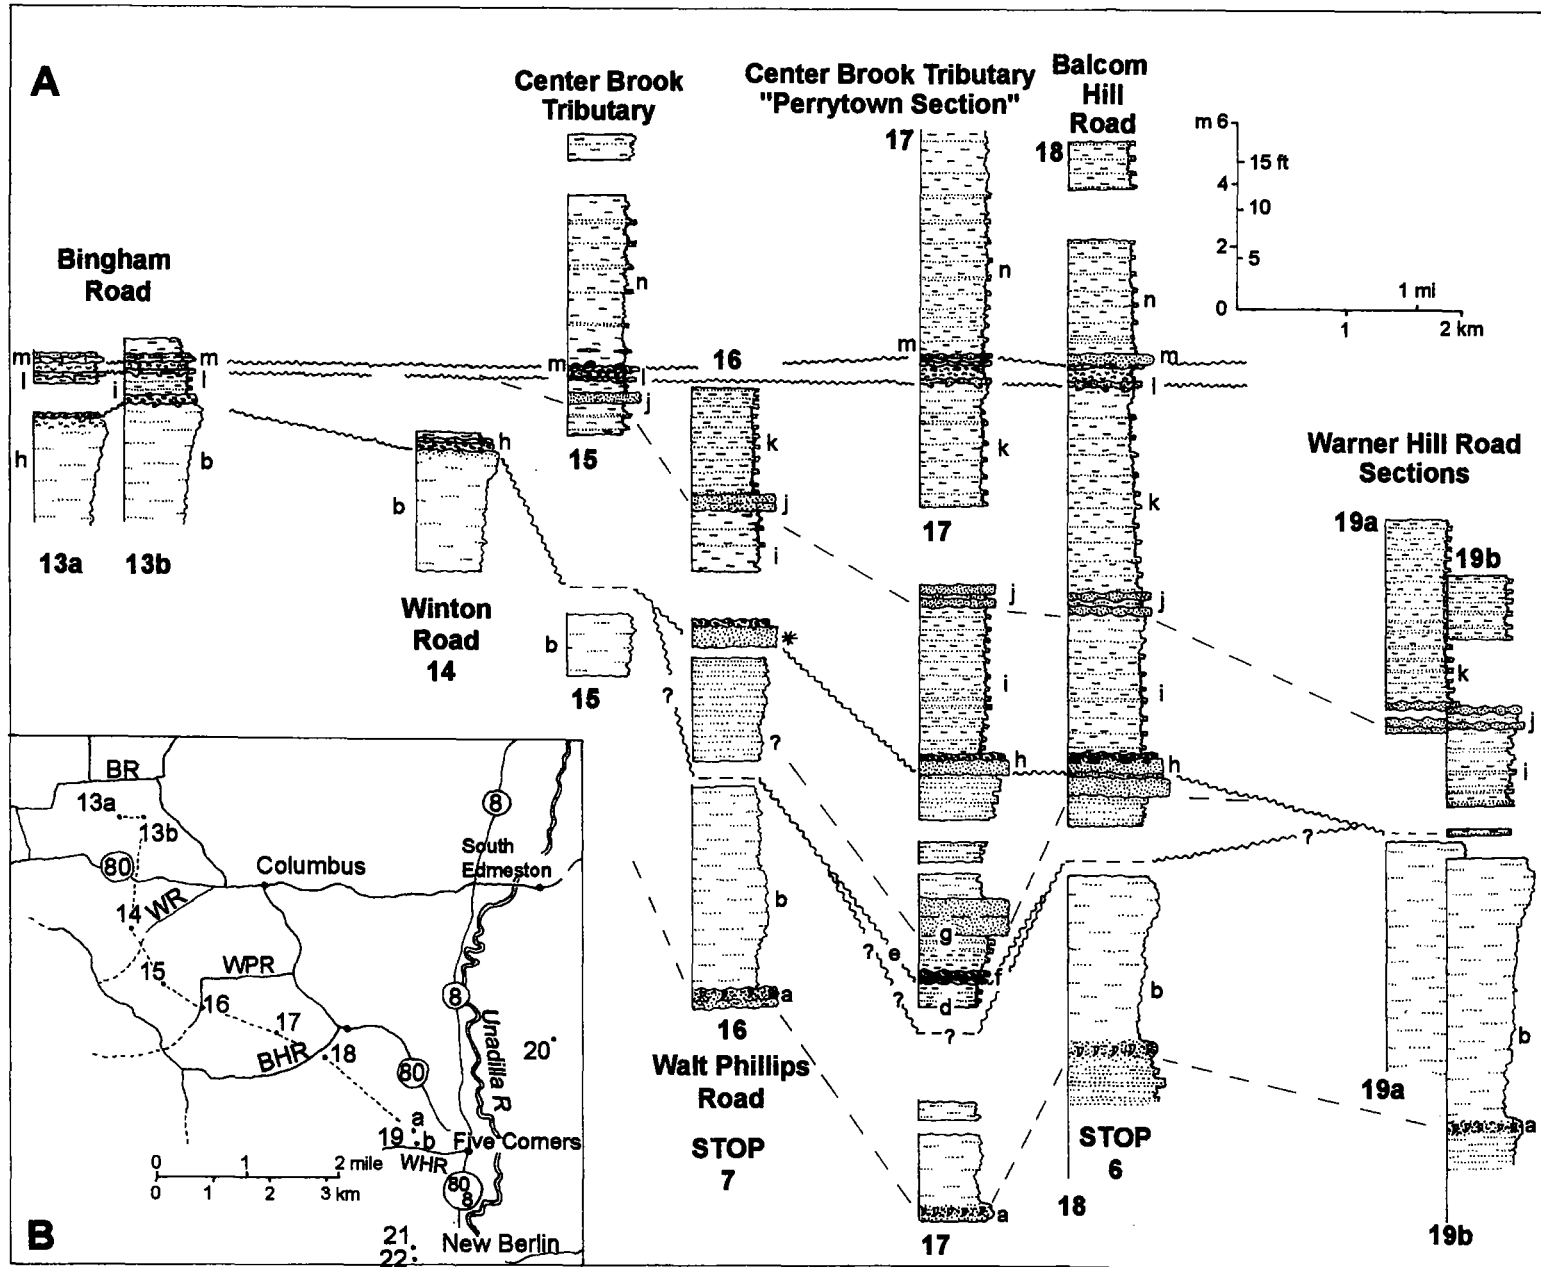 A
Center Brook
Tributary
Center Brook Tributary
"Perrytown Section"
17
Balcom
Hill
Road
18
m 6
15 ft
4
10
2
5
0
1 mi
1
2 km
Bingham
Road
m
l
m
l
i
h
b
13a
13b
n
m
l
j
15
h
b
Winton
Road
14
b
15
16
k
j
i
*
?
?
b
a
16
Walt Phillips
Road
STOP
7
n
m
k
17
j
i
h
g
e
f
d
?
?
?
a
17
n
m
l
k
j
i
h
?
b
STOP
6
18
Warner Hill Road
Sections
19a
19b
k
j
i
b
19a
a
19b
BR
13a
13b
80
Columbus
8
South
Edmeston
14
WR
WPR
15
16
17
8
Unadilla R
BHR
18
20
80
a
19
b
Five Corners
WHR
0
1
2 mile
0
1
2
3 km
80
8
B
21
22
New Berlin